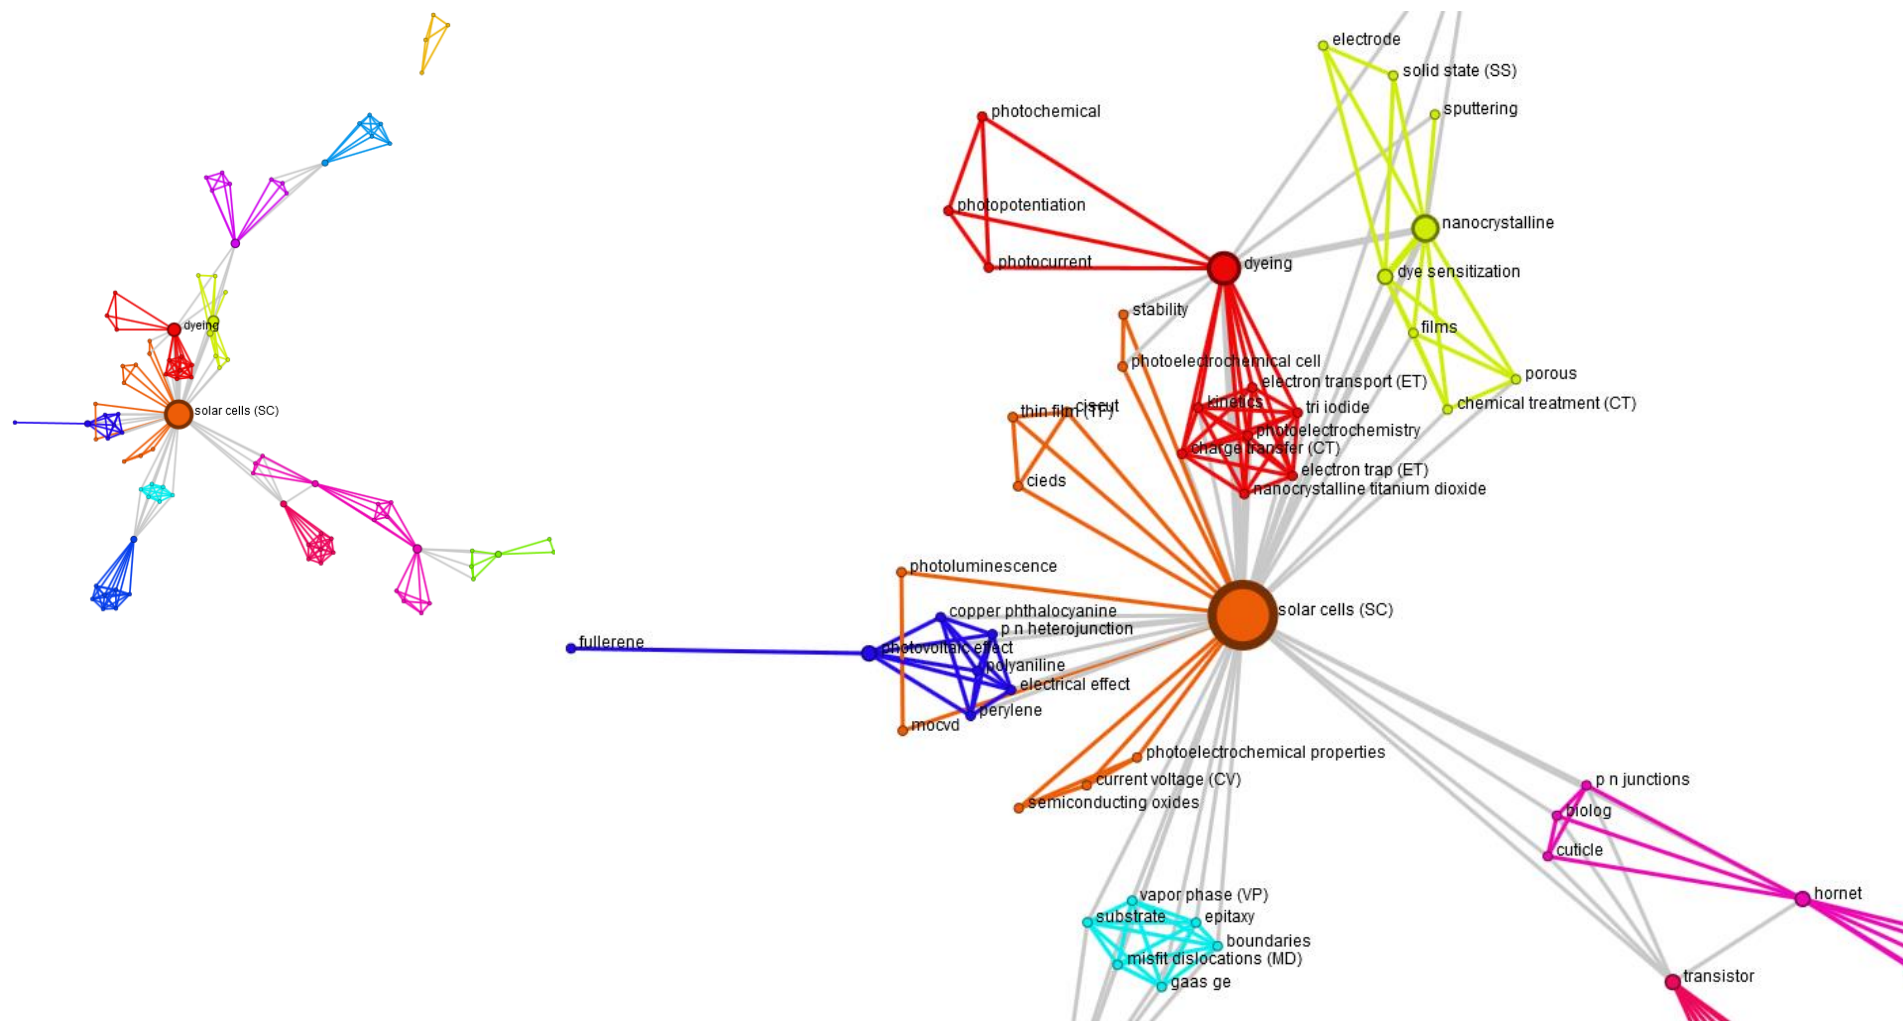 dyeing
solar cells (SC)
electrode
solid state (SS)
sputtering
photochemical
photopotentiation
photocurrent
nanocrystalline
dyeing
dye sensitization
stability
films
photoelectrochemical cell
electron transport (ET)
porous
kinetics
tri iodide
chemical treatment (CT)
ciscut
thin film (TF)
photoelectrochemistry
charge transfer (CT)
electron trap (ET)
cieds
nanocrystalline titanium dioxide
photoluminescence
copper phthalocyanine
solar cells (SC)
p n heterojunction
fullerene
photovoltaic effect
polyaniline
electrical effect
perylene
mocvd
photoelectrochemical properties
current voltage (CV)
semiconducting oxides
p n junctions
biolog
cuticle
vapor phase (VP)
hornet
substrate
epitaxy
boundaries
misfit dislocations (MD)
gaas ge
transistor